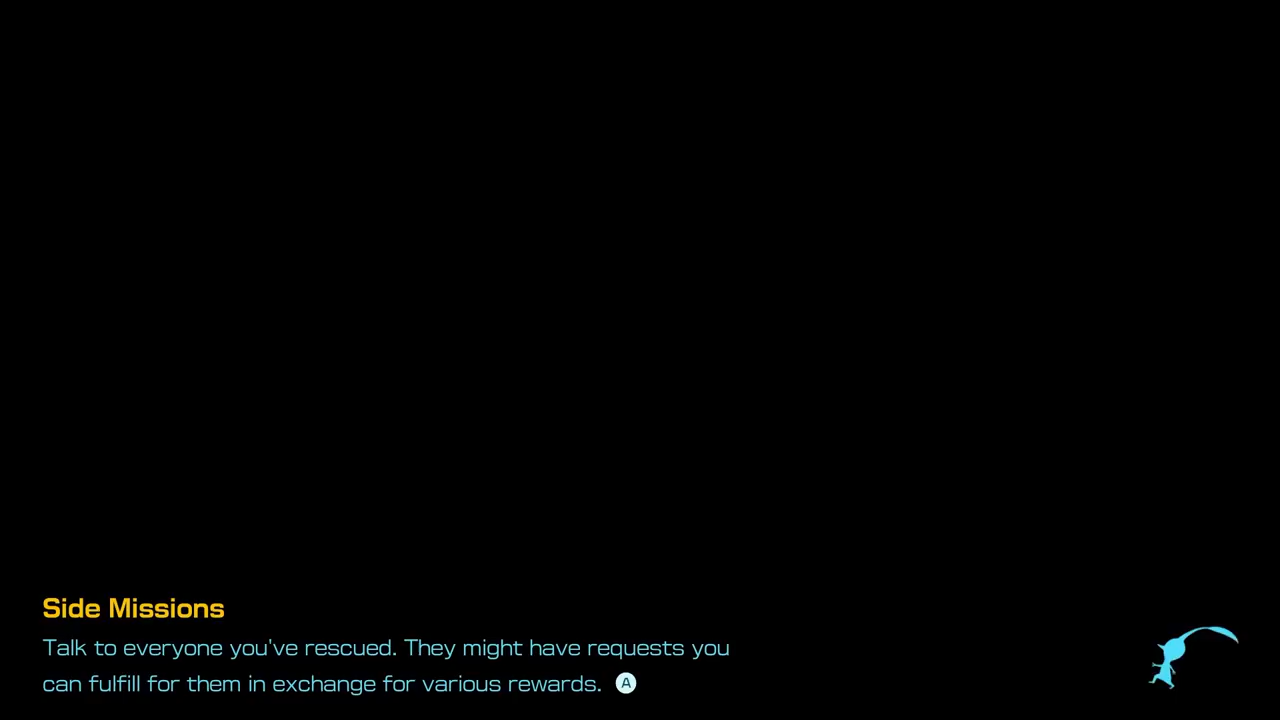 Side Missions
Talk to everyone you've rescued. They might have requests you
can fulfill for them in exchange for various rewards. A